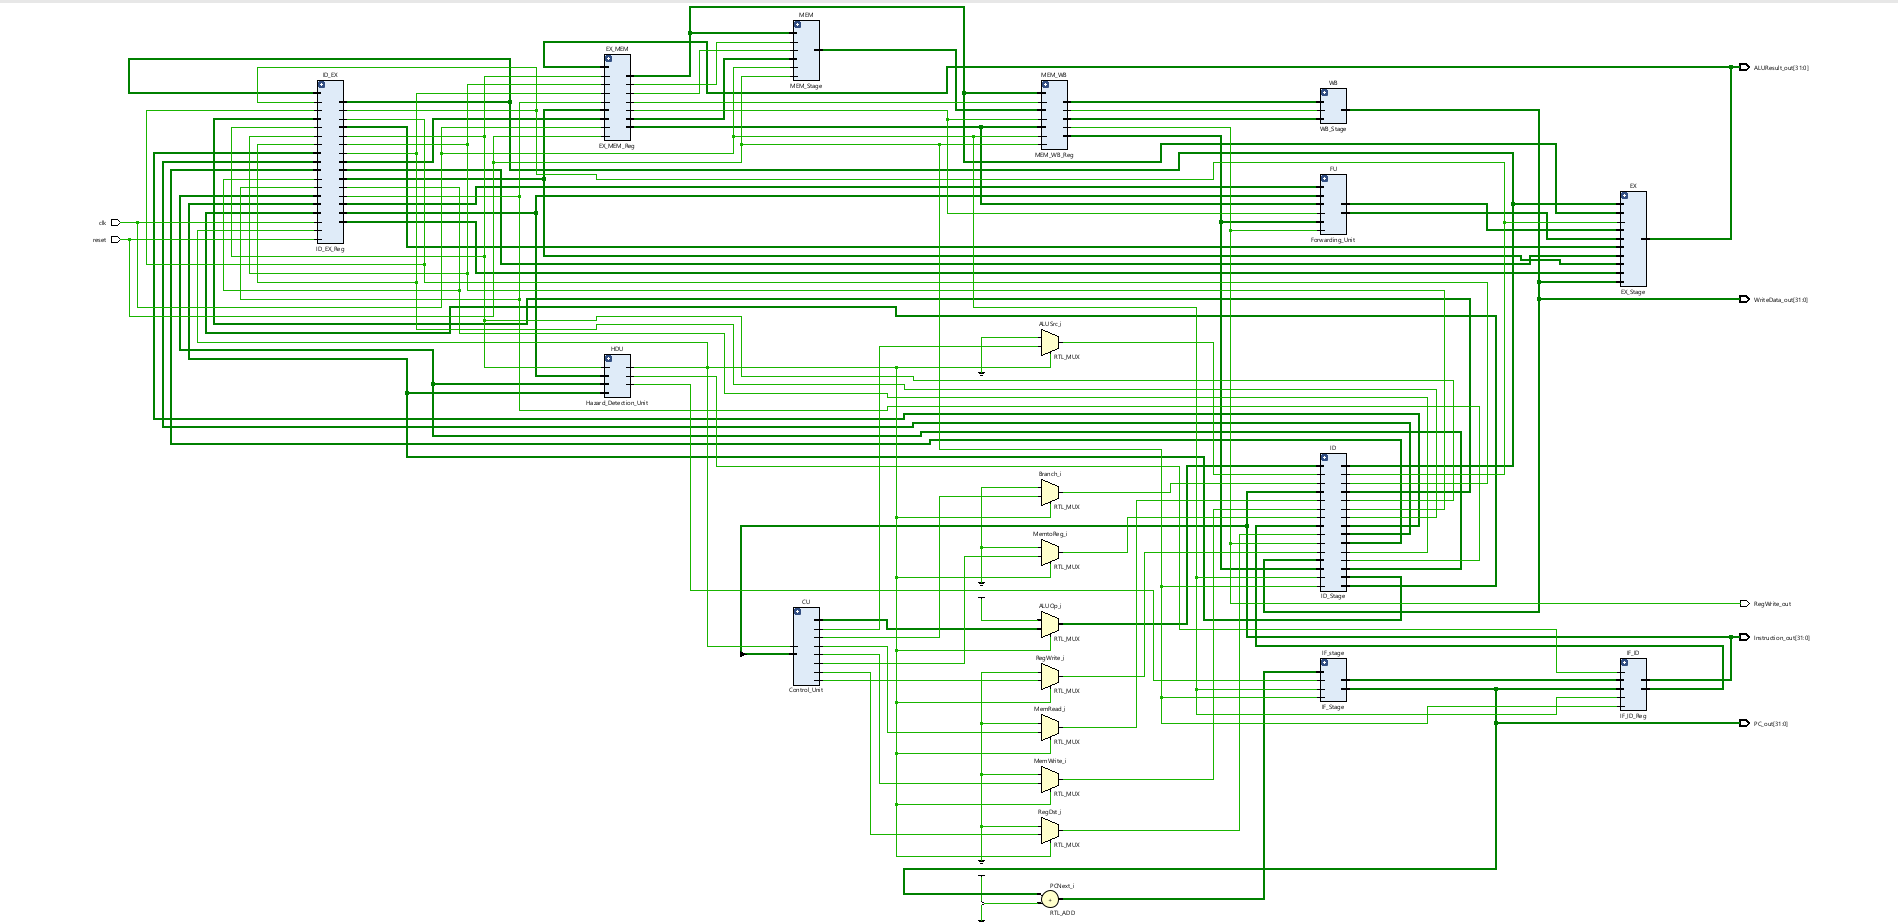 MEM
EX_MEM
ID_EX
MEM_WB
WB
ALUResult_out[31:0]
MEM_Stage
WB_Stage
EX_MEM_Reg
MEM_WB_Reg
FU
EX
clk
reset
ID_EX_Reg
Forwarding_Unit
EX_Stage
WriteData_out[31:0]
ALUSrc_i
RTL_MUX
HDU
Hazard_Detection_Unit
ID
Branch_i
RTL_MUX
MemtoReg_i
RTL_MUX
ID_Stage
CU
ALUOp_i
RegWrite_out
RTL_MUX
Instruction_out[31:0]
RegWrite_i
IF_stage
IF_ID
Control_Unit
RTL_MUX
MemRead_i
IF_Stage
IF_ID_Reg
PC_out[31:0]
RTL_MUX
MemWrite_i
RTL_MUX
RegDst_i
RTL_MUX
PCNext_i
+
RTL_ADD